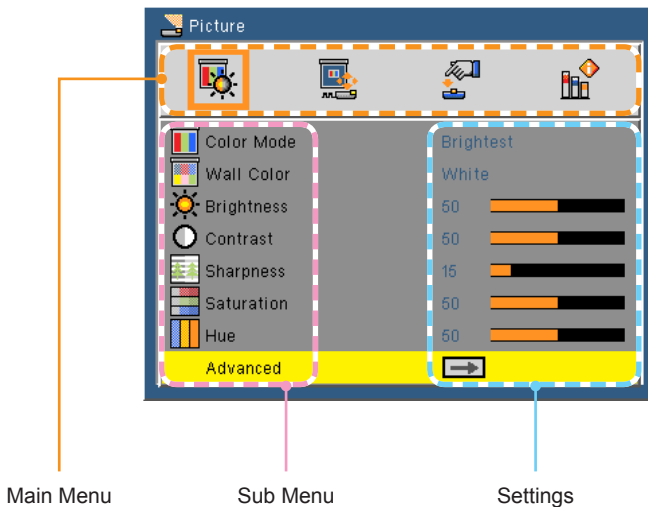 Picture
Color Mode Brightest
Wall Color White
Brightness 50
Contrast 50
Sharpness 15
Saturation 50
Hue 50
Advanced
Main Menu Sub Menu Settings